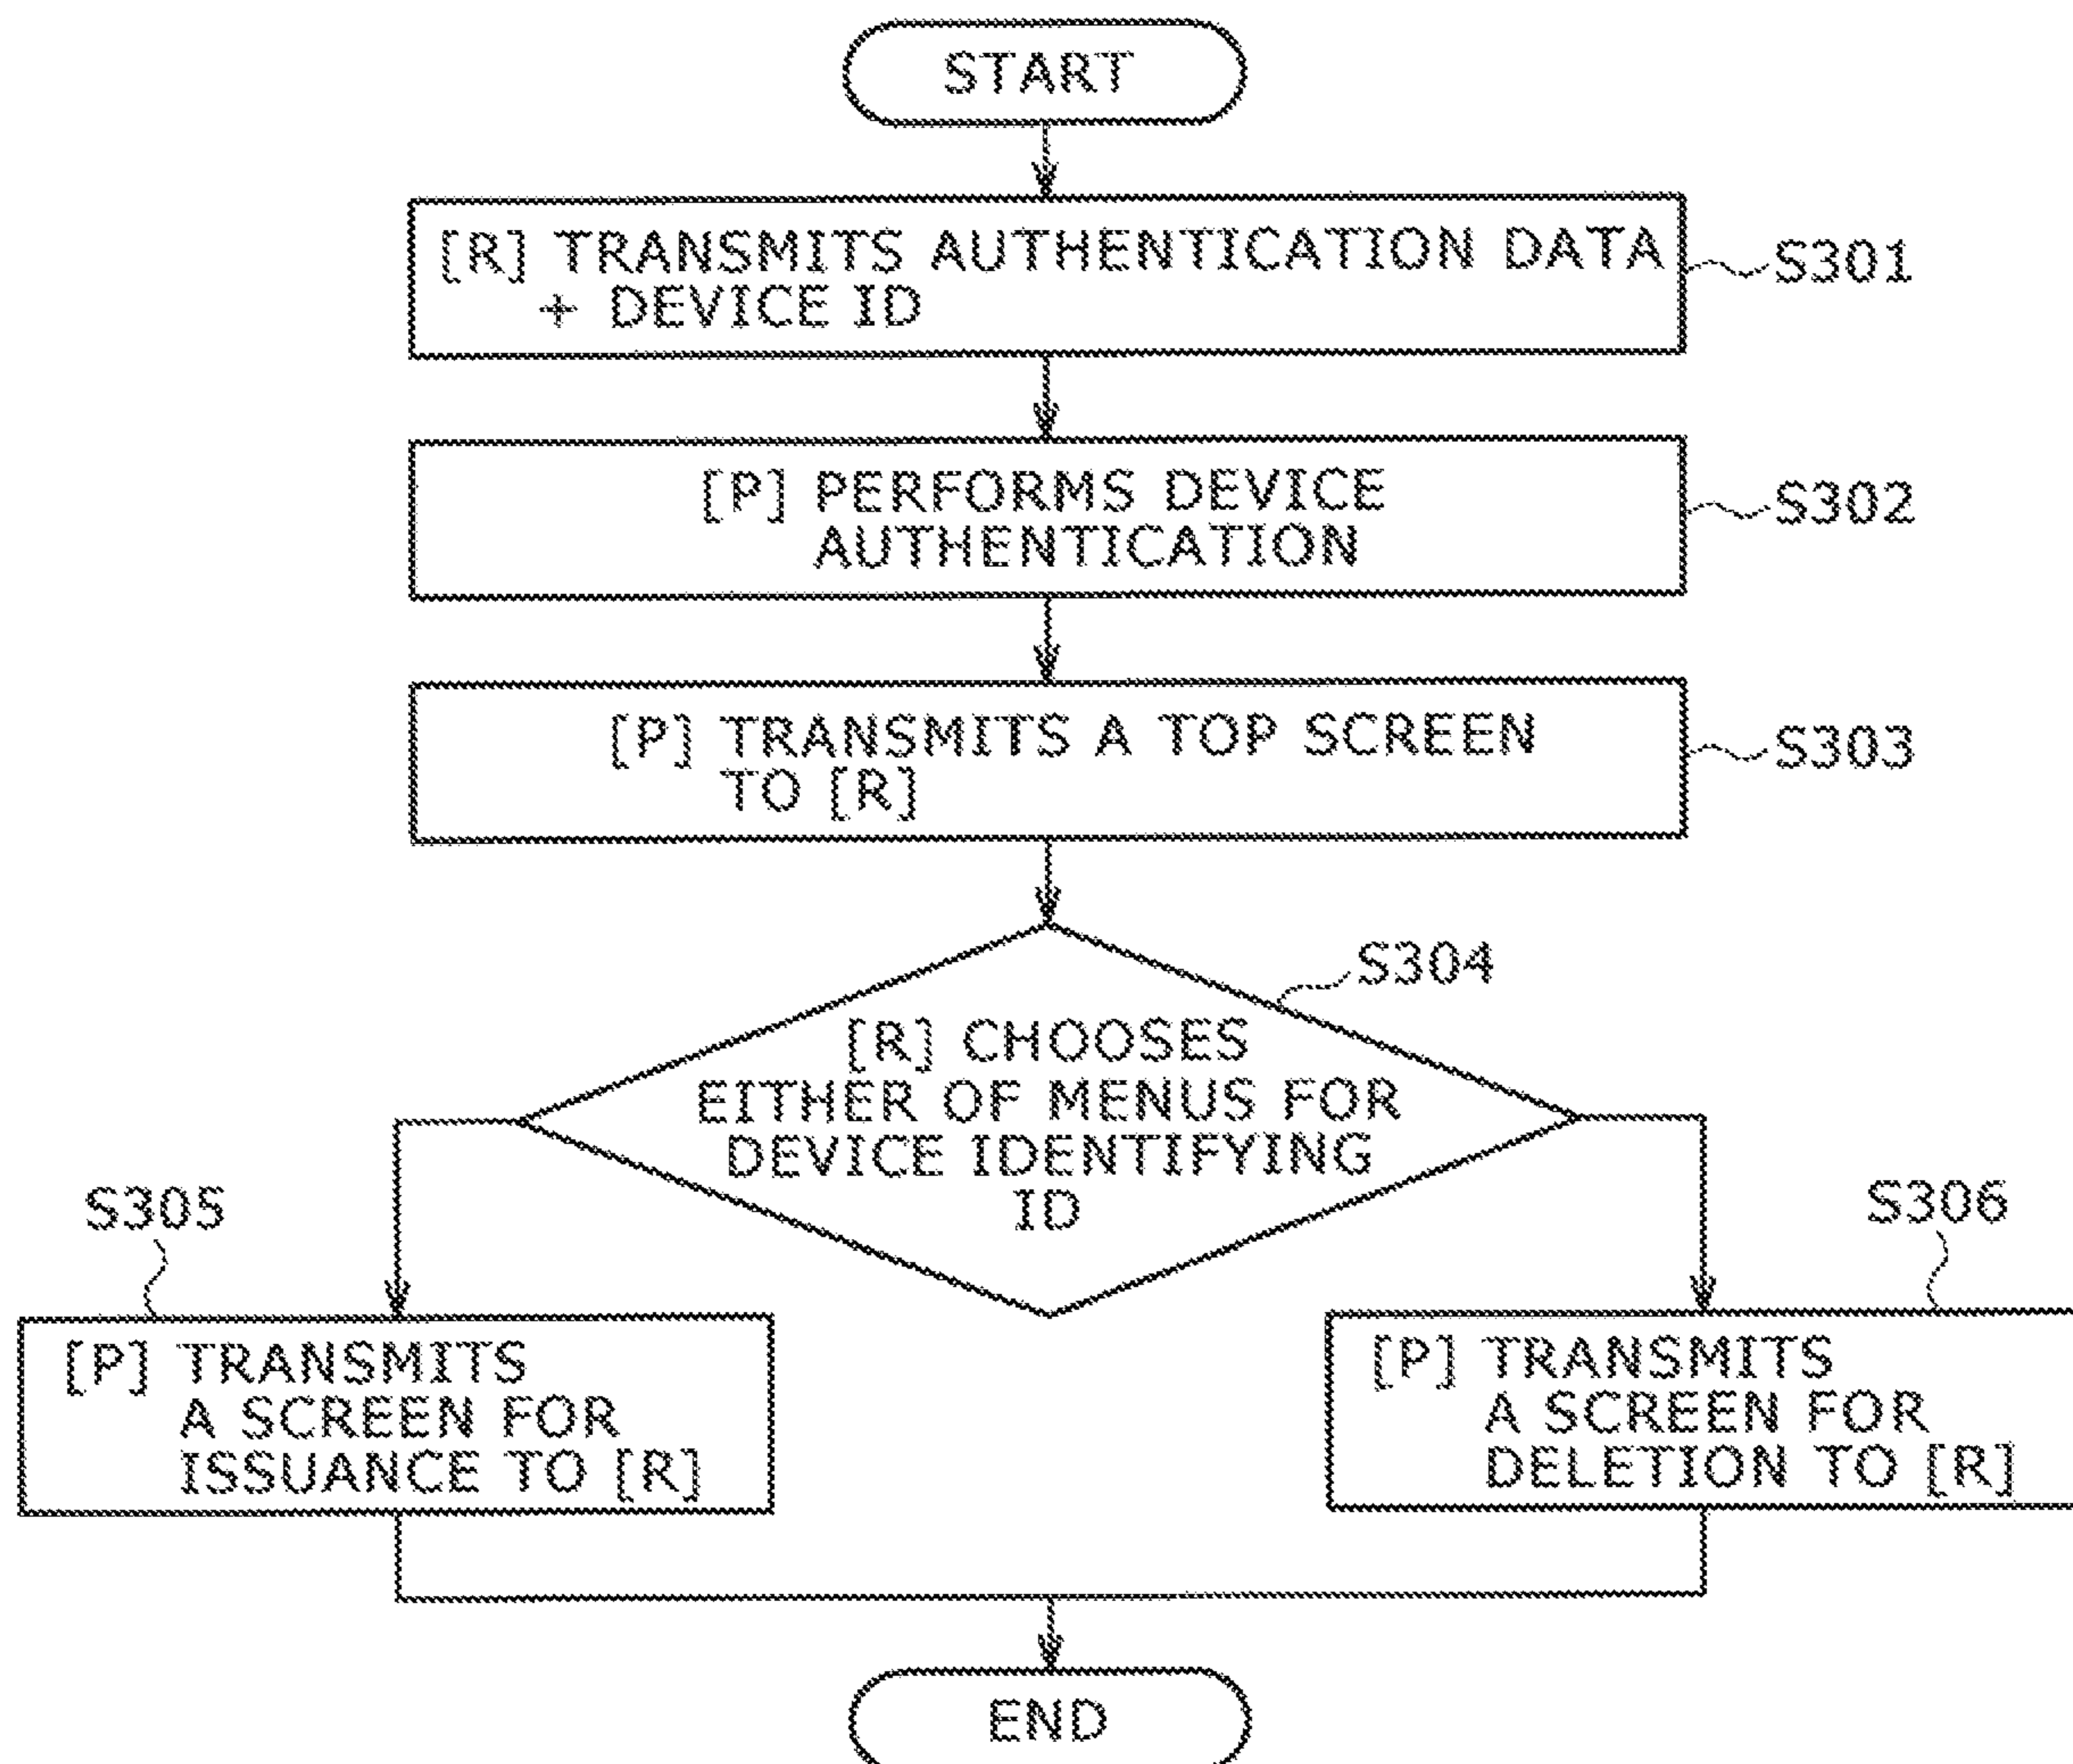 START
[R] TRANSMITS AUTHENTICATION DATA
+ DEVICE ID
S301
[P] PERFORMS DEVICE
AUTHENTICATION
S302
[P] TRANSMITS A TOP SCREEN
TO [R]
S303
S304
[R] CHOOSES
EITHER OF MENUS FOR
DEVICE IDENTIFYING
ID
S305
[P] TRANSMITS
A SCREEN FOR
ISSUANCE TO [R]
S306
[P] TRANSMITS
A SCREEN FOR
DELETION TO [R]
END